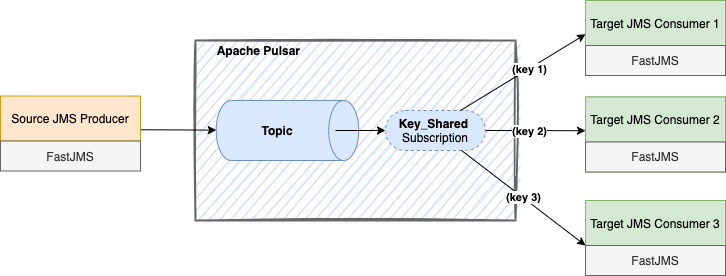 Apache Pulsar
Source JMS Producer
FastJMS
Topic
Key_Shared
Subscription
(key 1)
(key 2)
(key 3)
Target JMS Consumer 1
FastJMS
Target JMS Consumer 2
FastJMS
Target JMS Consumer 3
FastJMS